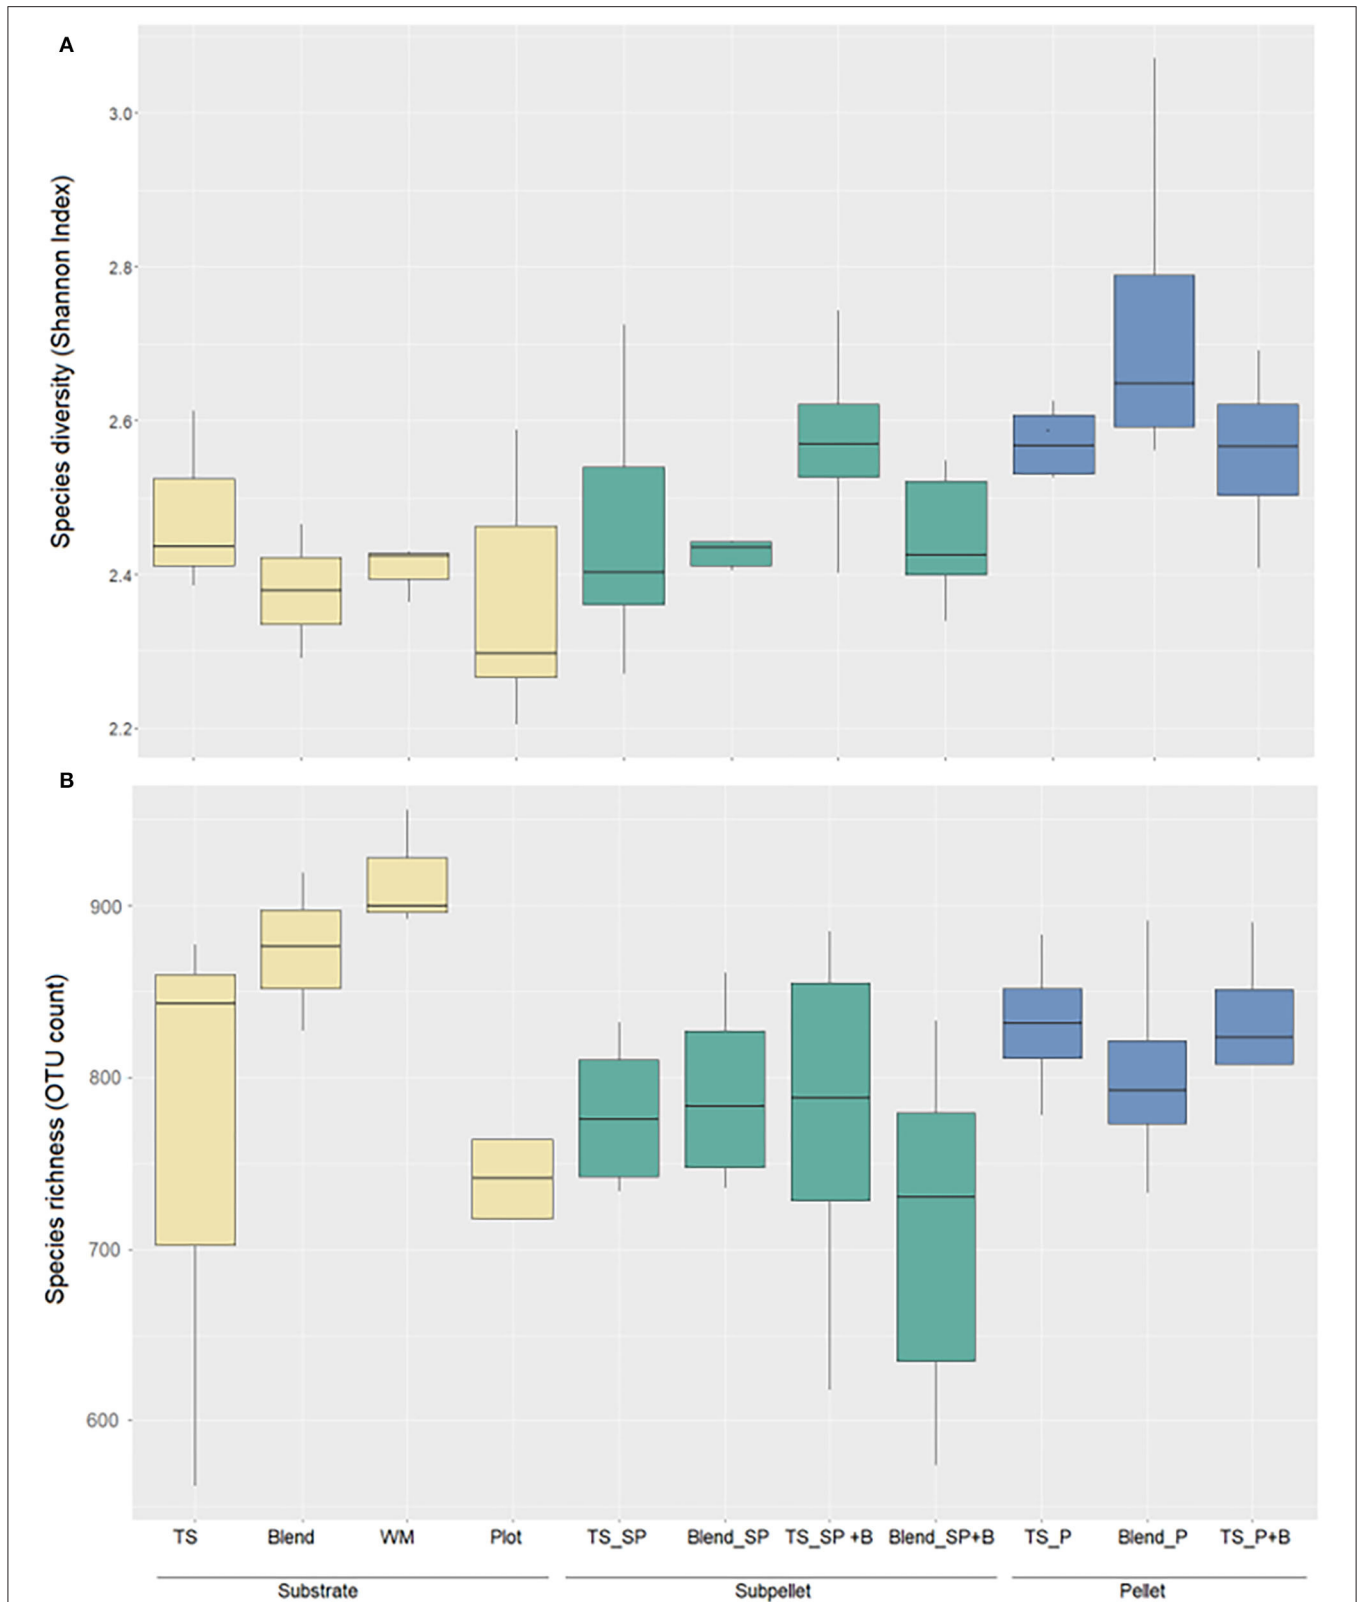 A
Species diversity (Shannon Index)
3.0
2.8
2.6
2.4
2.2
B
Species richness (OTU count)
900
800
700
600
TS Blend WM Plot TS_SP Blend_SP TS_SP +B Blend_SP+B TS_P Blend_P TS_P+B
Substrate Subpellet Pellet